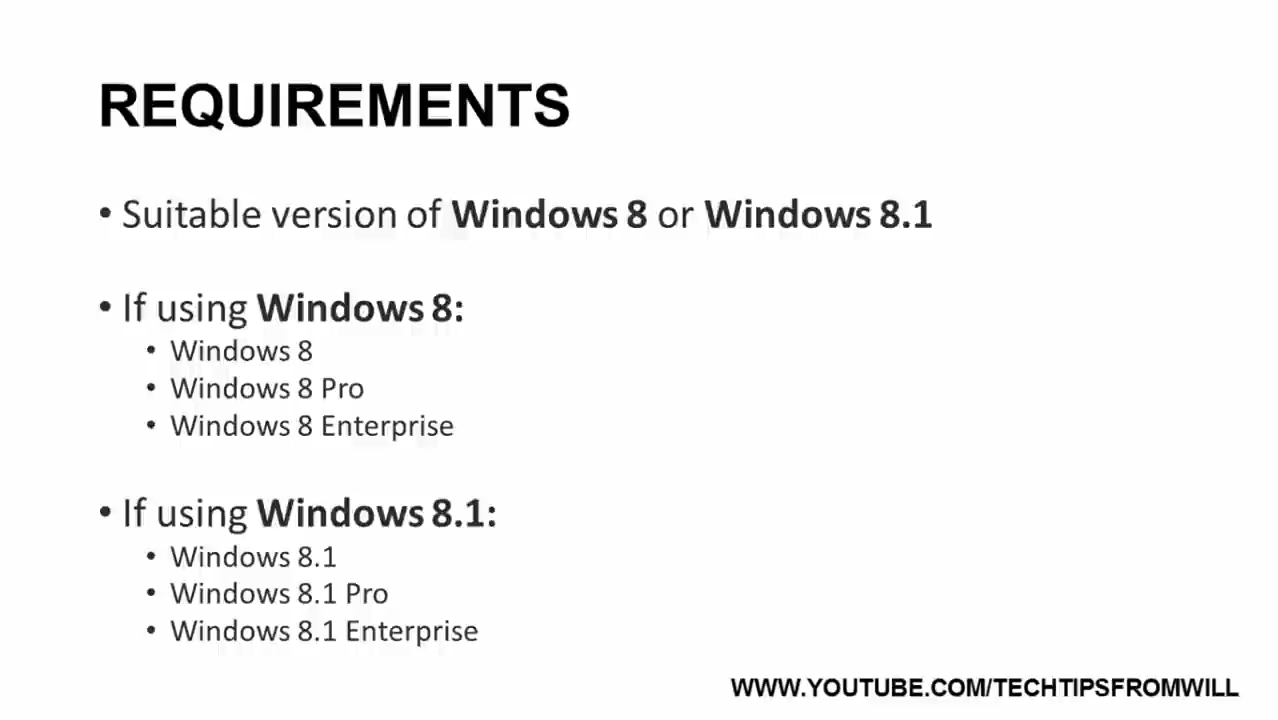 REQUIREMENTS
• Suitable version of Windows 8 or Windows 8.1
• If using Windows 8:
• Windows 8
• Windows 8 Pro
• Windows 8 Enterprise
• If using Windows 8.1:
• Windows 8.1
• Windows 8.1 Pro
• Windows 8.1 Enterprise
WWW.YOUTUBE.COM/TECHTIPSFROMWILL